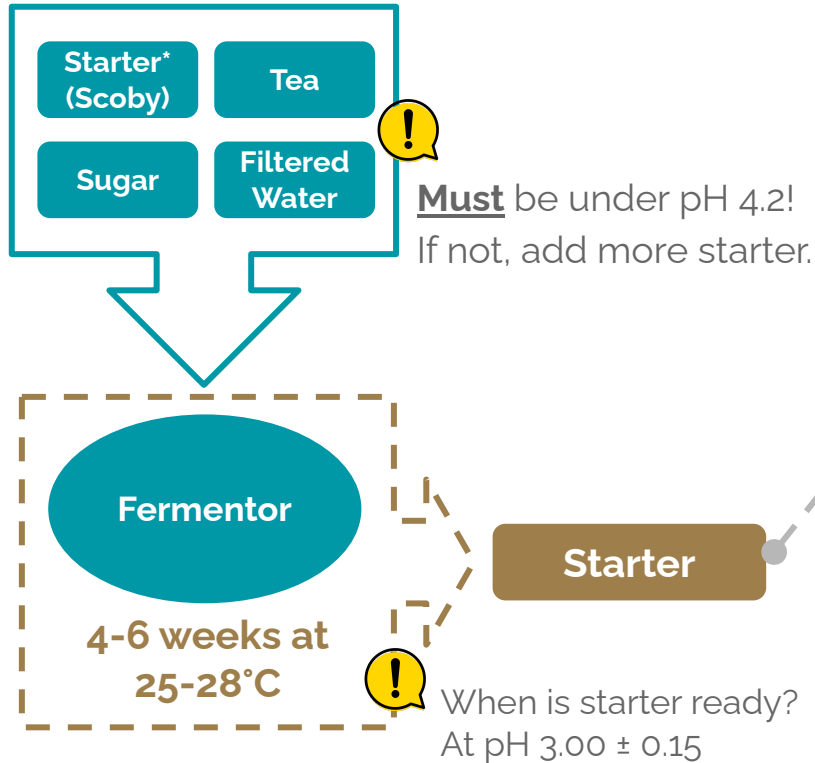 Starter*
(Scoby)
Tea
Sugar
Filtered
Water
!
Must be under pH 4.2!
If not, add more starter.
Fermentor
4-6 weeks at
25-28°C
Starter
!
When is starter ready?
At pH 3.00 ± 0.15